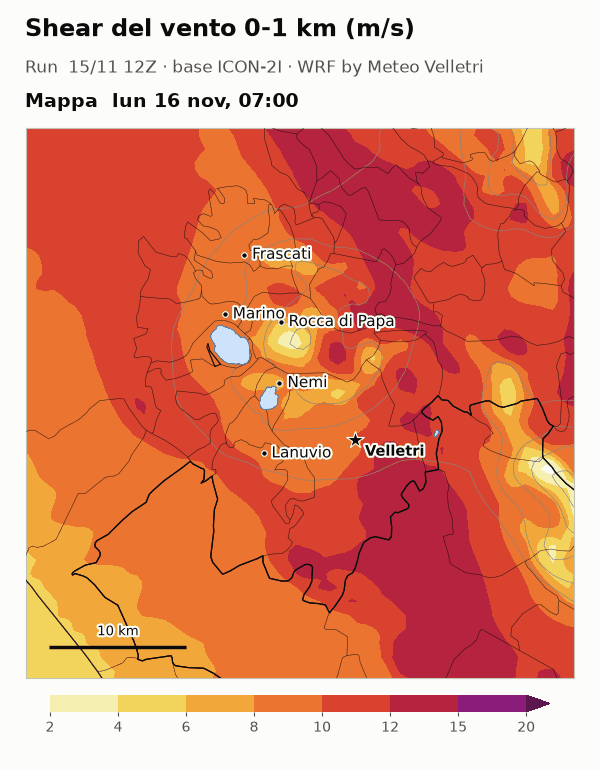 Shear del vento 0-1 km (m/s)
Run  15/11 12Z · base ICON-2I · WRF by Meteo Velletri
Mappa  lun 16 nov, 07:00
Frascati
Marino
Rocca di Papa
Nemi
Lanuvio
Velletri
10 km
2 4 6 8 10 12 15 20